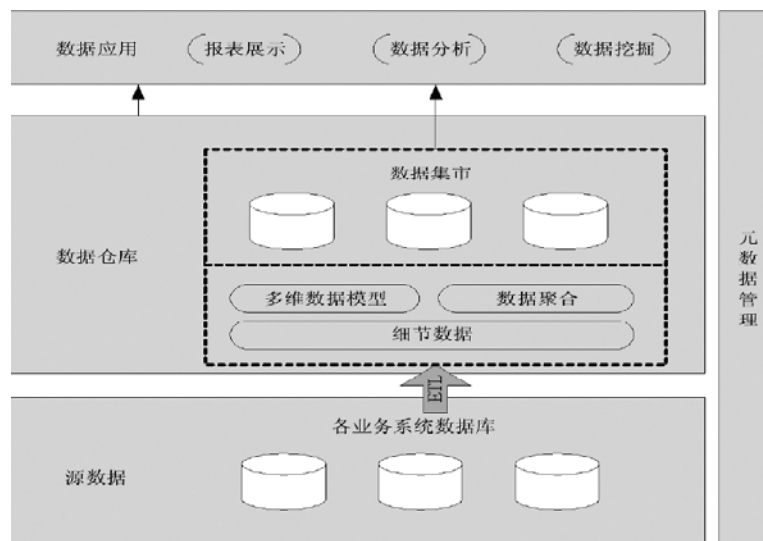 数据应用 报表展示 数据分析 数据挖掘
数据集市
数据仓库
多维数据模型 数据聚合
细节数据
ETL
各业务系统数据库
源数据
元数据管理